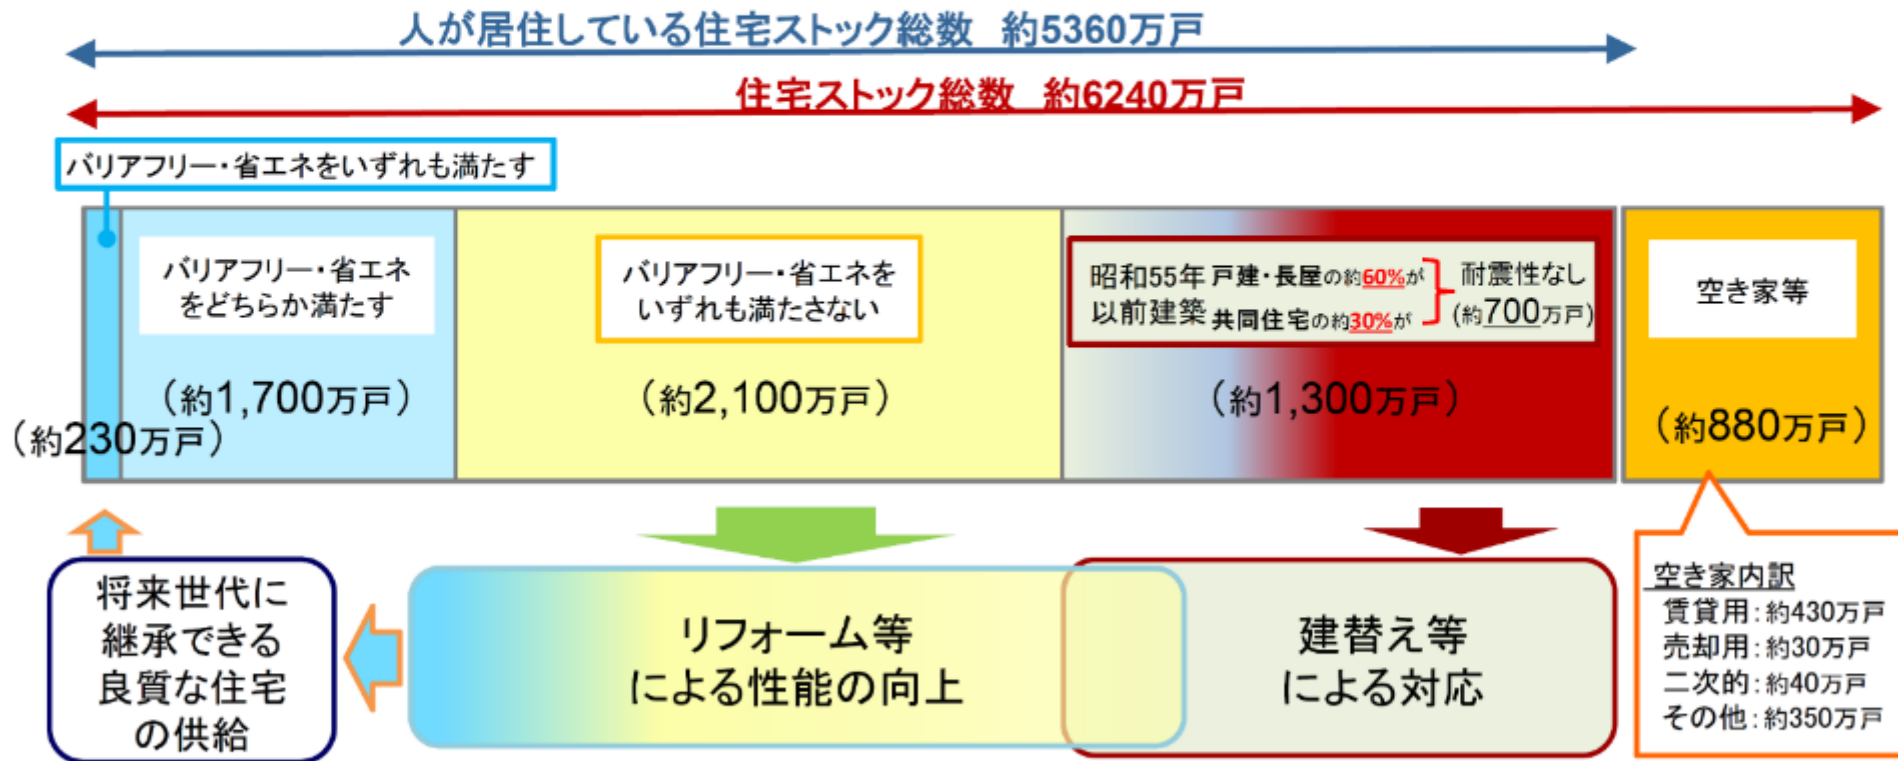 人が居住している住宅ストック総数 約5360万戸
住宅ストック総数 約6240万戸
バリアフリー・省エネをいずれも満たす
バリアフリー・省エネ
をどちらか満たす
バリアフリー・省エネを
いずれも満たさない
昭和55年
以前建築
戸建・長屋の約60%が
共同住宅の約30%が
耐震性なし
(約700万戸)
空き家等
(約230万戸)
(約1,700万戸)
(約2,100万戸)
(約1,300万戸)
(約880万戸)
将来世代に
継承できる
良質な住宅
の供給
リフォーム等
による性能の向上
建替え等
による対応
空き家内訳
賃貸用:約430万戸
売却用:約30万戸
二次的:約40万戸
その他:約350万戸